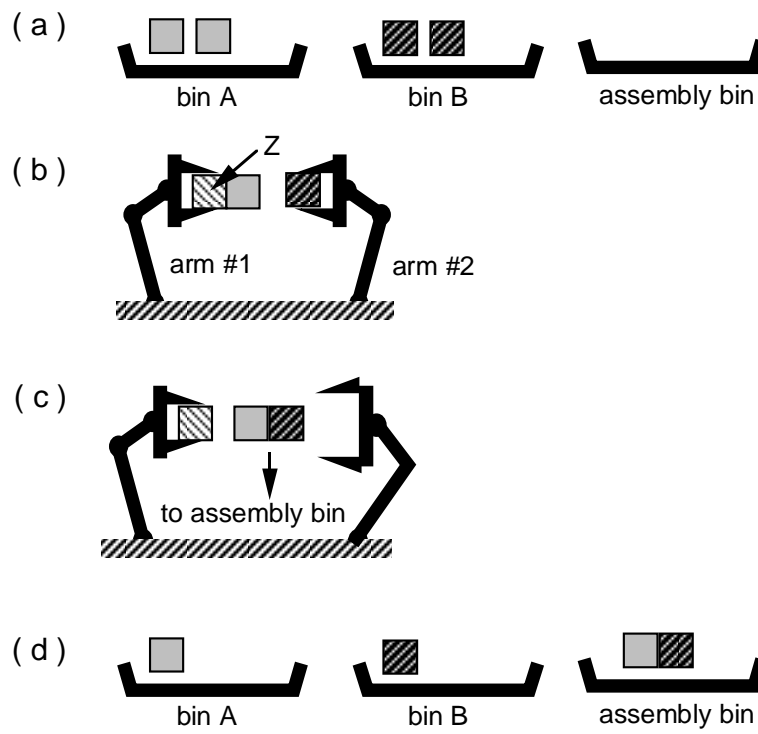 ( a )
bin A bin B assembly bin
( b )
Z
arm #1 arm #2
( c )
to assembly bin
( d )
bin A bin B assembly bin